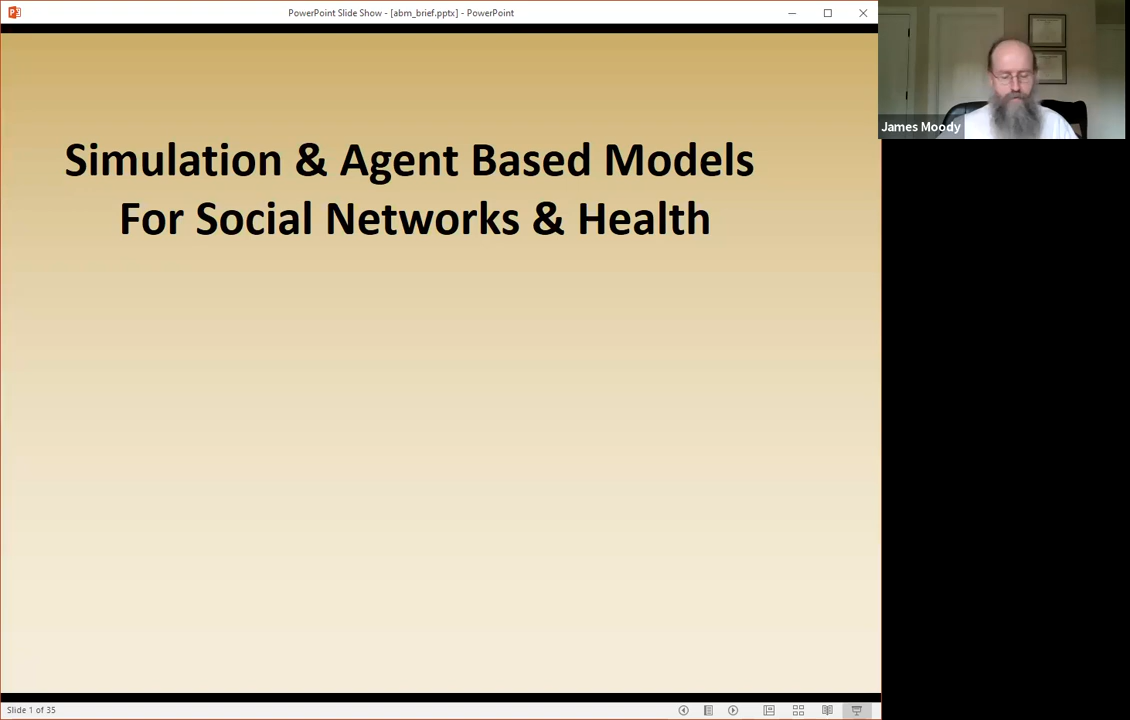 PowerPoint Slide Show - [abm_brief.pptx] - PowerPoint
Simulation & Agent Based Models
For Social Networks & Health
James Moody
Slide 1 of 35